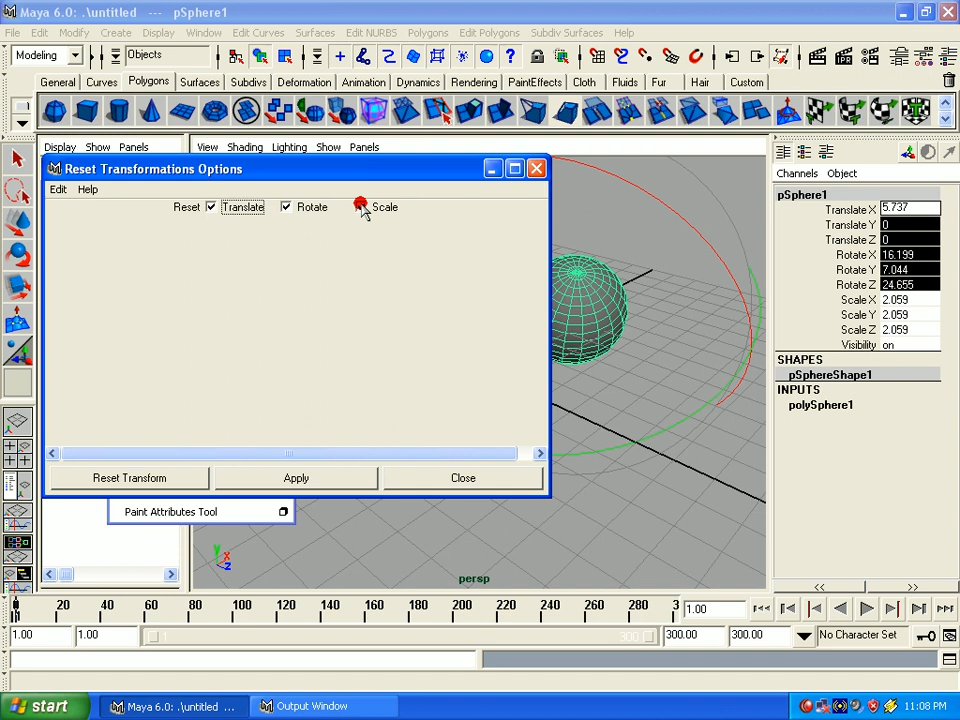 Maya 6.0: .\untitled --- pSphere1
File Edit Modify Create Display Window Edit Curves Surfaces Edit NURBS Polygons Edit Polygons Subdiv Surfaces Help
Modeling Objects
General Curves Polygons Surfaces Subdivs Deformation Animation Dynamics Rendering PaintEffects Cloth Fluids Fur Hair Custom
Display Show Panels
View Shading Lighting Show Panels
Reset Transformations Options
Edit Help
Reset Translate Rotate Scale
Reset Transform Apply Close
Paint Attributes Tool
y x z
persp
Channels Object
pSphere1
Translate X 5.737
Translate Y 0
Translate Z 0
Rotate X 16.199
Rotate Y 7.044
Rotate Z 24.655
Scale X 2.059
Scale Y 2.059
Scale Z 2.059
Visibility on
SHAPES
pSphereShape1
INPUTS
polySphere1
<< >>
20 40 60 80 100 120 140 160 180 200 220 240 260 280 3
1.00
1.00 1.00 1 300 300.00 300.00 No Character Set
start Maya 6.0: .\untitled ... Output Window 11:08 PM